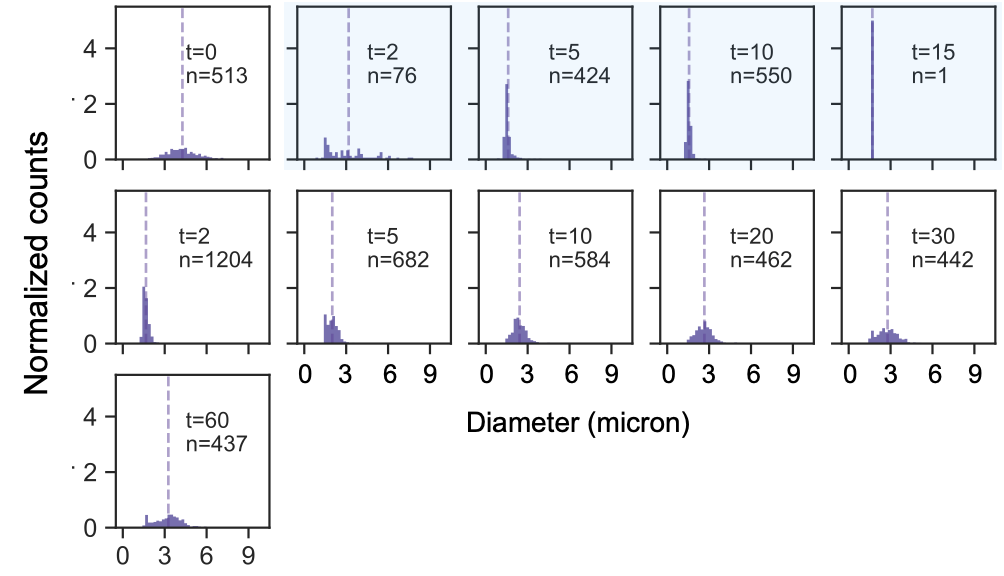 Normalized counts
4
2
0
t=0
n=513
t=2
n=76
t=5
n=424
t=10
n=550
t=15
n=1
4
2
0
t=2
n=1204
t=5
n=682
t=10
n=584
t=20
n=462
t=30
n=442
0 3 6 9
0 3 6 9
0 3 6 9
0 3 6 9
Diameter (micron)
4
2
0
t=60
n=437
0 3 6 9